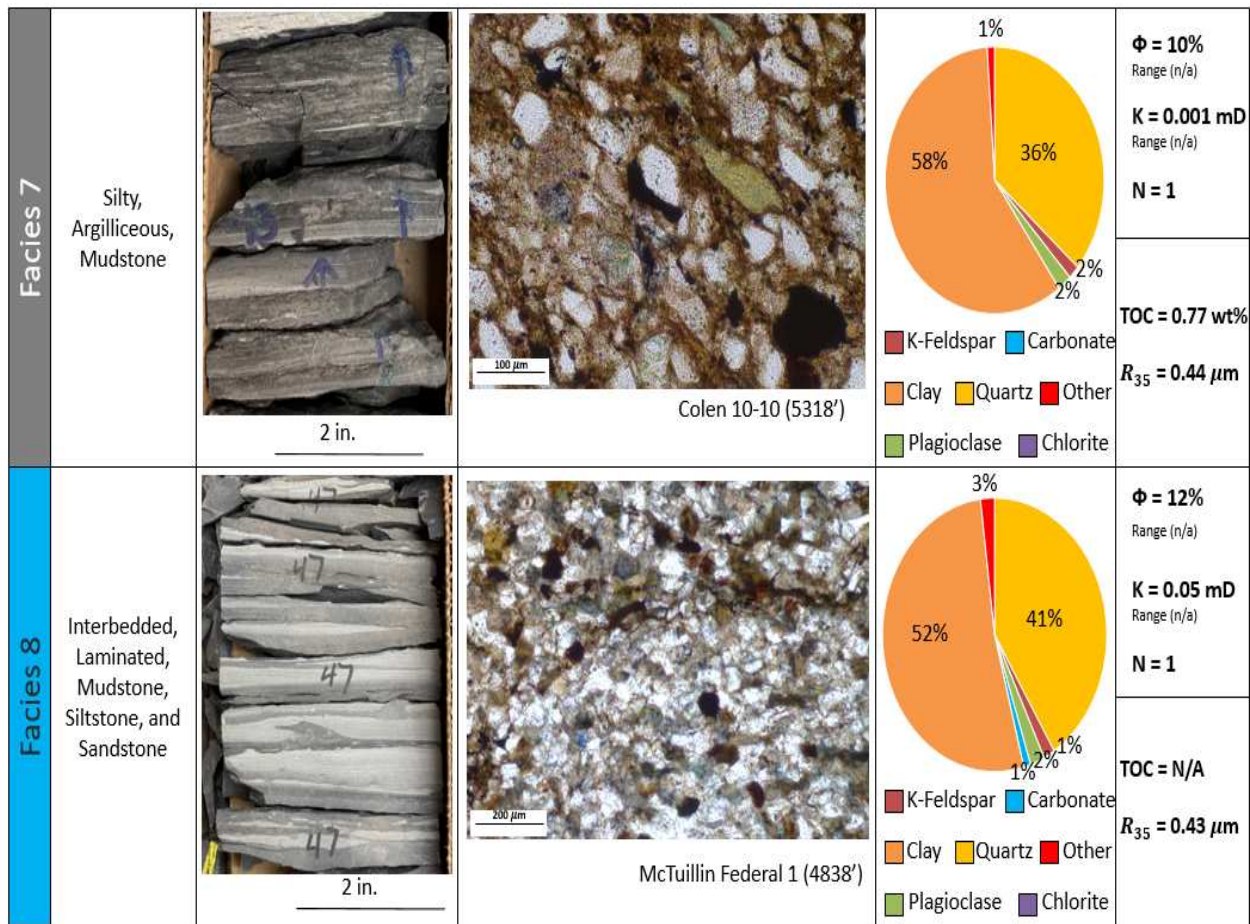 Facies 7
Silty,
Argilliceous,
Mudstone
13
2 in.
100 μm
Colen 10-10 (5318’)
1%
58%
36%
2%
2%
K-Feldspar Carbonate
Clay Quartz Other
Plagioclase Chlorite
Φ = 10%
Range (n/a)
K = 0.001 mD
Range (n/a)
N = 1
TOC = 0.77 wt%
R₃₅ = 0.44 μm
Facies 8
Interbedded,
Laminated,
Mudstone,
Siltstone, and
Sandstone
47
47
47
47
2 in.
200 μm
McTuillin Federal 1 (4838’)
3%
52%
41%
1%
2%
1%
K-Feldspar Carbonate
Clay Quartz Other
Plagioclase Chlorite
Φ = 12%
Range (n/a)
K = 0.05 mD
Range (n/a)
N = 1
TOC = N/A
R₃₅ = 0.43 μm